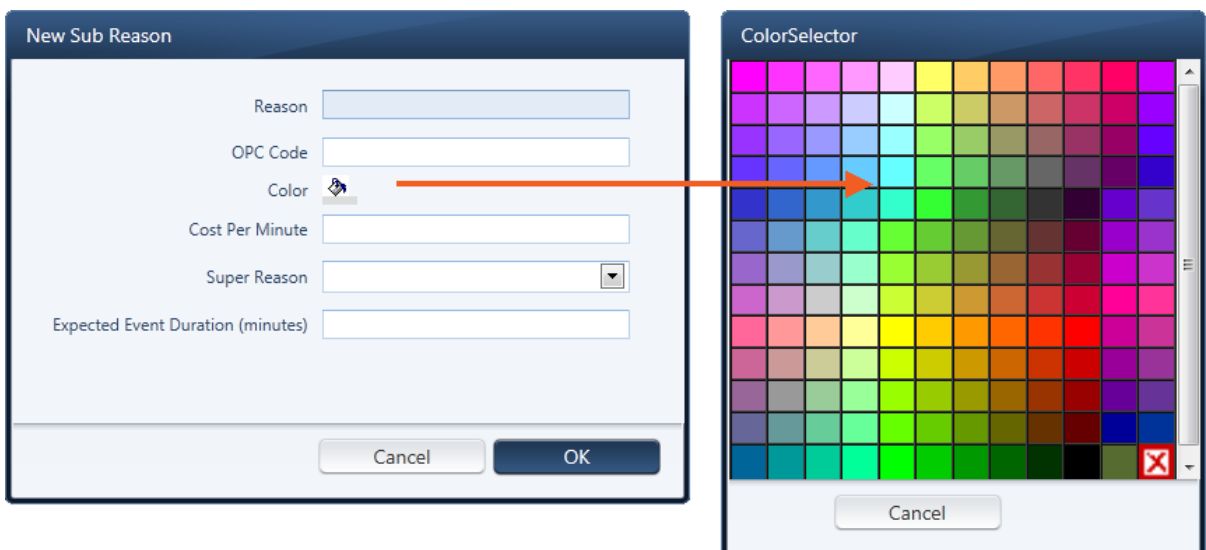 New Sub Reason
Reason
OPC Code
Color
Cost Per Minute
Super Reason
Expected Event Duration (minutes)
Cancel
OK
ColorSelector
Cancel